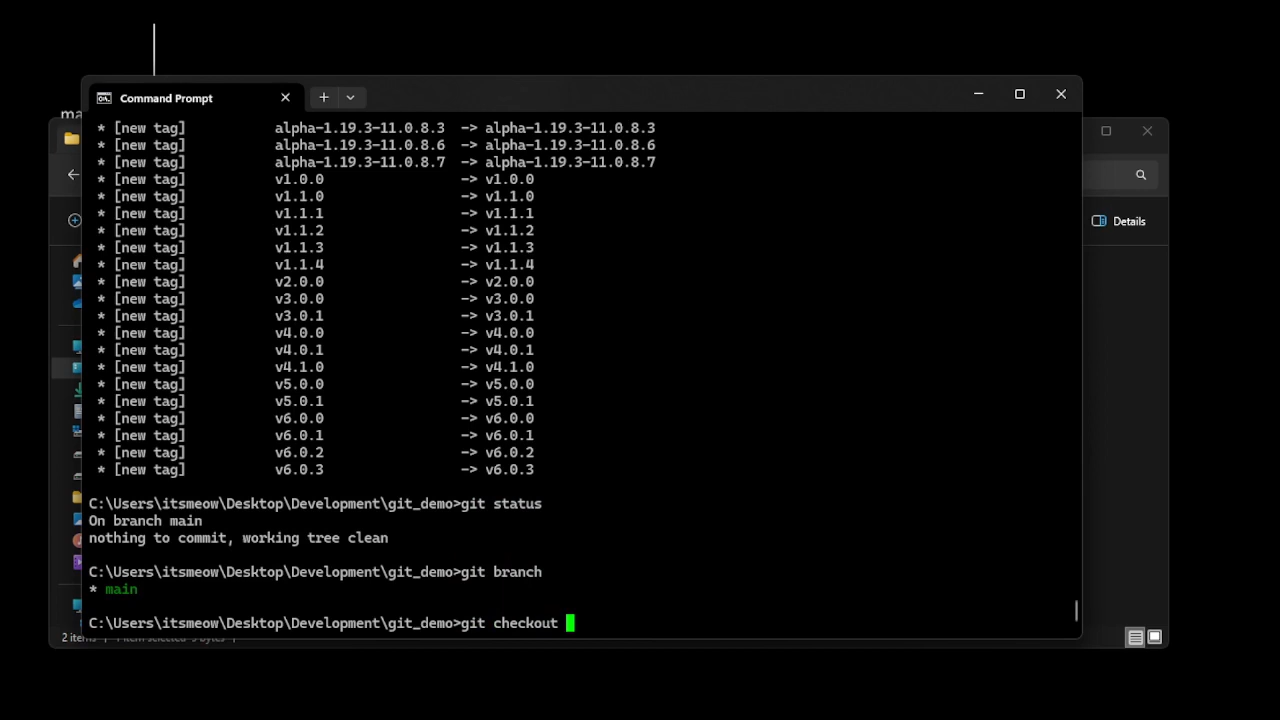 Command Prompt
ma
Details
* [new tag] alpha-1.19.3-11.0.8.3 -> alpha-1.19.3-11.0.8.3
* [new tag] alpha-1.19.3-11.0.8.6 -> alpha-1.19.3-11.0.8.6
* [new tag] alpha-1.19.3-11.0.8.7 -> alpha-1.19.3-11.0.8.7
* [new tag] v1.0.0 -> v1.0.0
* [new tag] v1.1.0 -> v1.1.0
* [new tag] v1.1.1 -> v1.1.1
* [new tag] v1.1.2 -> v1.1.2
* [new tag] v1.1.3 -> v1.1.3
* [new tag] v1.1.4 -> v1.1.4
* [new tag] v2.0.0 -> v2.0.0
* [new tag] v3.0.0 -> v3.0.0
* [new tag] v3.0.1 -> v3.0.1
* [new tag] v4.0.0 -> v4.0.0
* [new tag] v4.0.1 -> v4.0.1
* [new tag] v4.1.0 -> v4.1.0
* [new tag] v5.0.0 -> v5.0.0
* [new tag] v5.0.1 -> v5.0.1
* [new tag] v6.0.0 -> v6.0.0
* [new tag] v6.0.1 -> v6.0.1
* [new tag] v6.0.2 -> v6.0.2
* [new tag] v6.0.3 -> v6.0.3
C:\Users\itsmeow\Desktop\Development\git_demo>git status
On branch main
nothing to commit, working tree clean
C:\Users\itsmeow\Desktop\Development\git_demo>git branch
* main
C:\Users\itsmeow\Desktop\Development\git_demo>git checkout
2 items